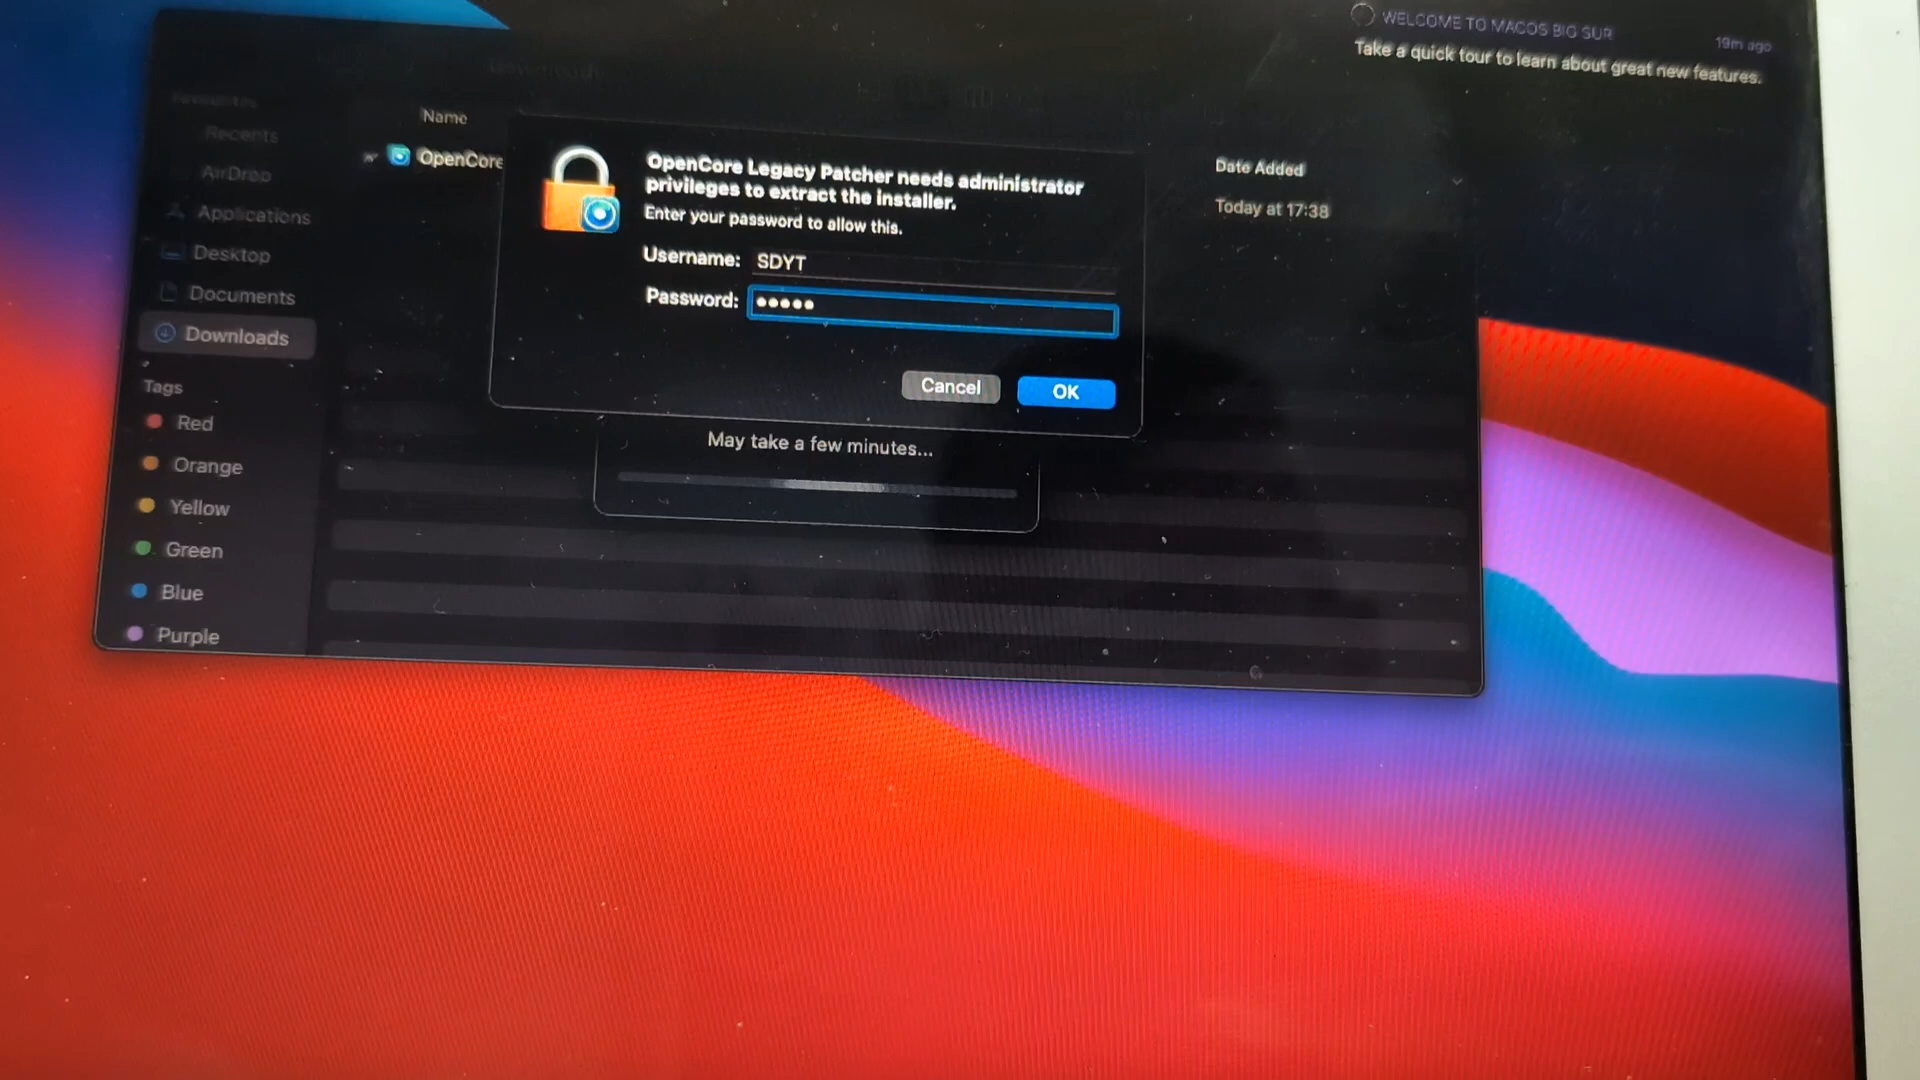 WELCOME TO MACOS BIG SUR
19m ago
Take a quick tour to learn about great new features.
Recents
AirDrop
Applications
Desktop
Documents
Downloads
Tags
Red
Orange
Yellow
Green
Blue
Purple
Name
OpenCore
Date Added
Today at 17:38
OpenCore Legacy Patcher needs administrator
privileges to extract the installer.
Enter your password to allow this.
Username: SDYT
Password: •••••
Cancel
OK
May take a few minutes...